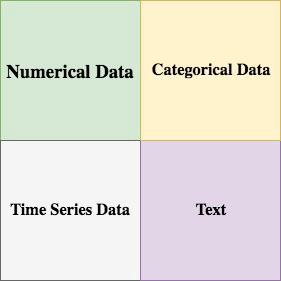 Numerical Data
Categorical Data
Time Series Data
Text